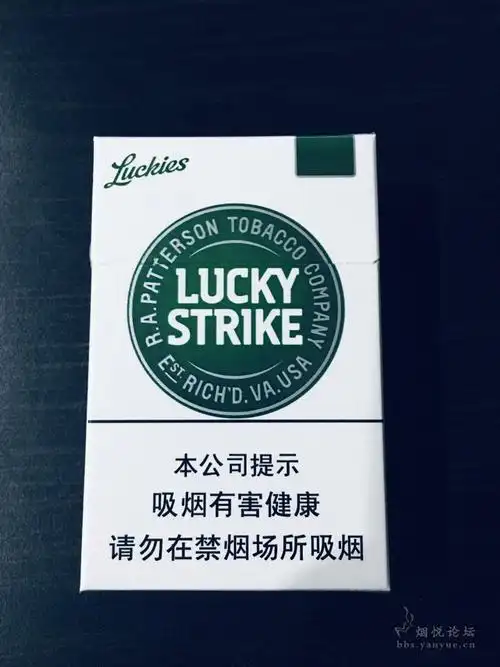 Luckies
R.A.PATTERSON TOBACCO COMPANY
LUCKY
STRIKE
EST. RICH'D. VA. USA
本公司提示
吸烟有害健康
请勿在禁烟场所吸烟
烟悦论坛
bbs.yanyue.cn